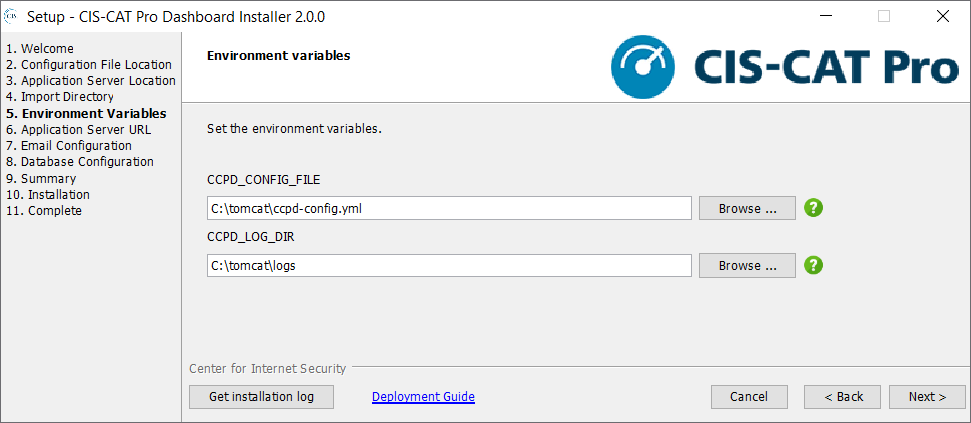 CIS
Setup - CIS-CAT Pro Dashboard Installer 2.0.0
1. Welcome
2. Configuration File Location
3. Application Server Location
4. Import Directory
5. Environment Variables
6. Application Server URL
7. Email Configuration
8. Database Configuration
9. Summary
10. Installation
11. Complete
Environment variables
CIS-CAT Pro
Set the environment variables.
CCPD_CONFIG_FILE
C:\tomcat\ccpd-config.yml
Browse ...
?
CCPD_LOG_DIR
C:\tomcat\logs
Browse ...
?
Center for Internet Security
Get installation log
Deployment Guide
Cancel
< Back
Next >